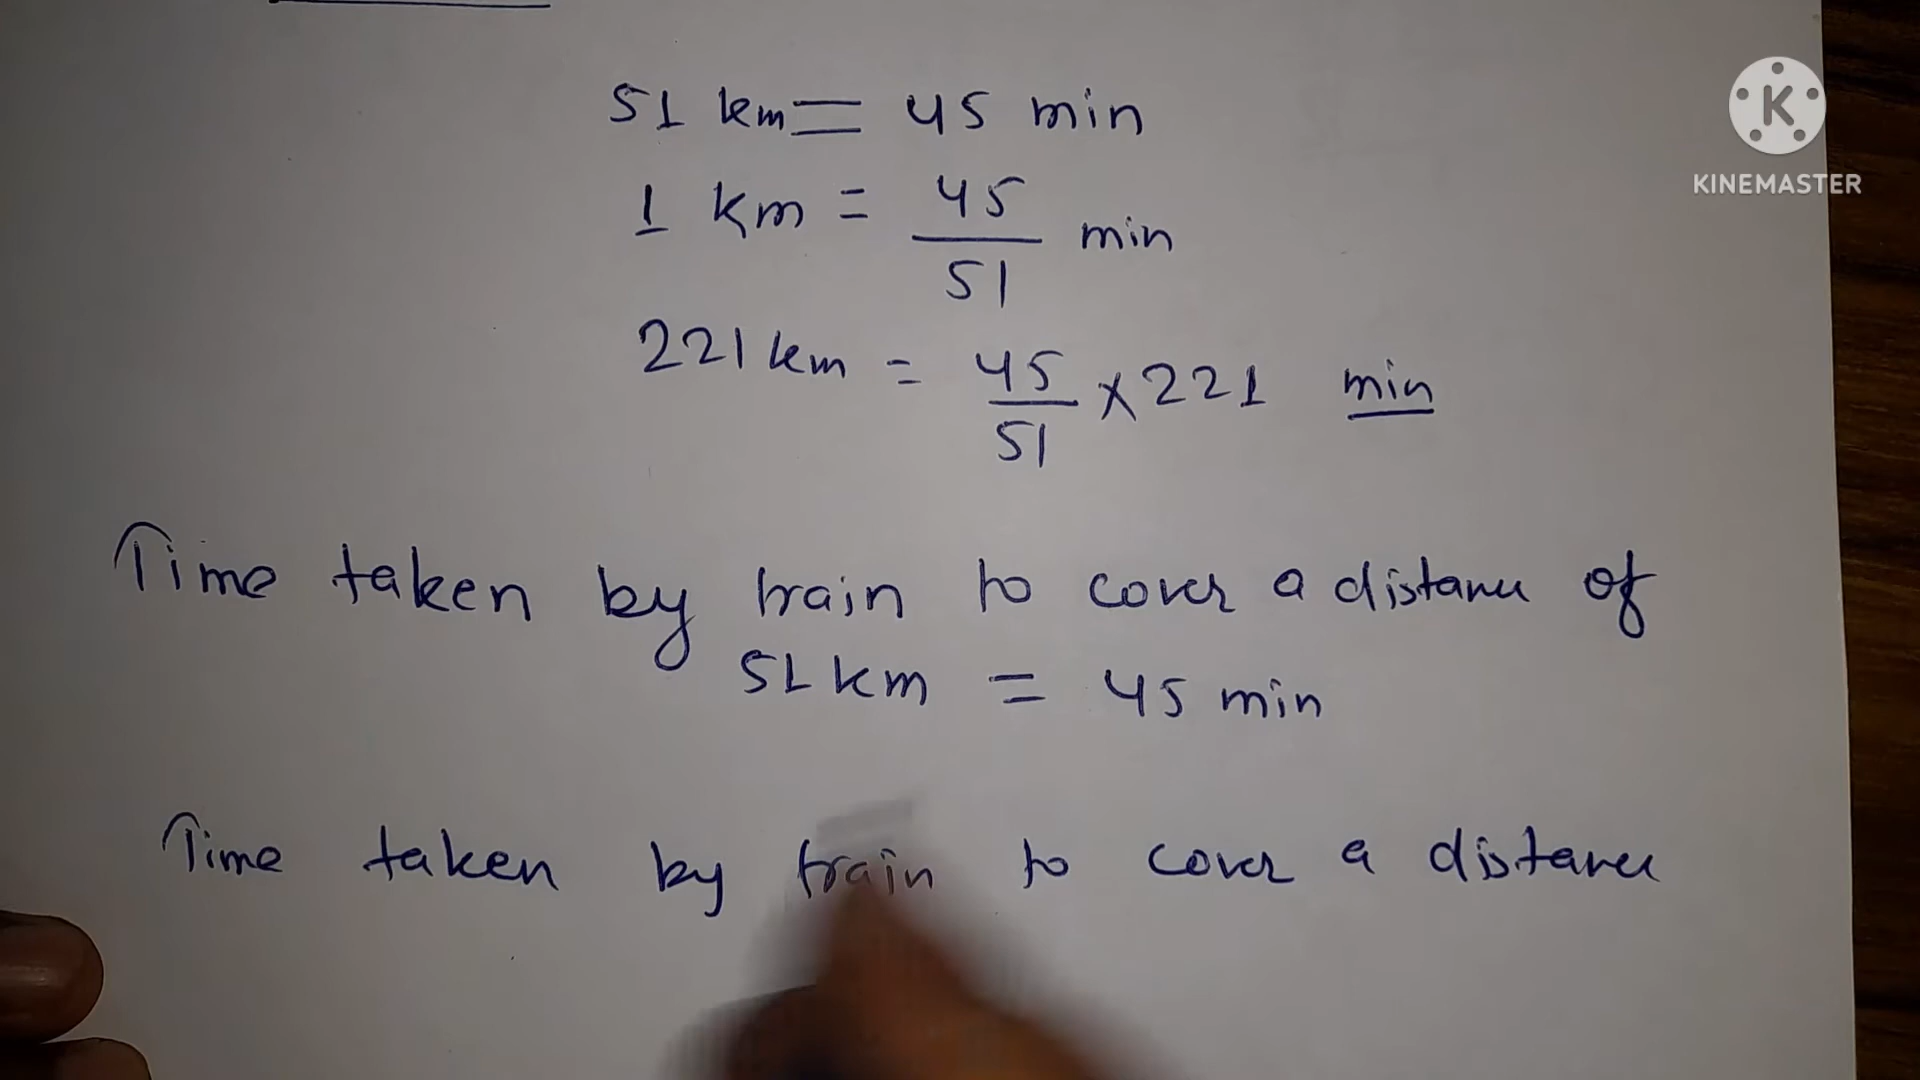 51 km = 45 min
K
KINEMASTER
1 km = 45/51 min
221 km = 45/51 × 221 min
Time taken by train to cover a distance of
51 km = 45 min
Time taken by train to cover a distance